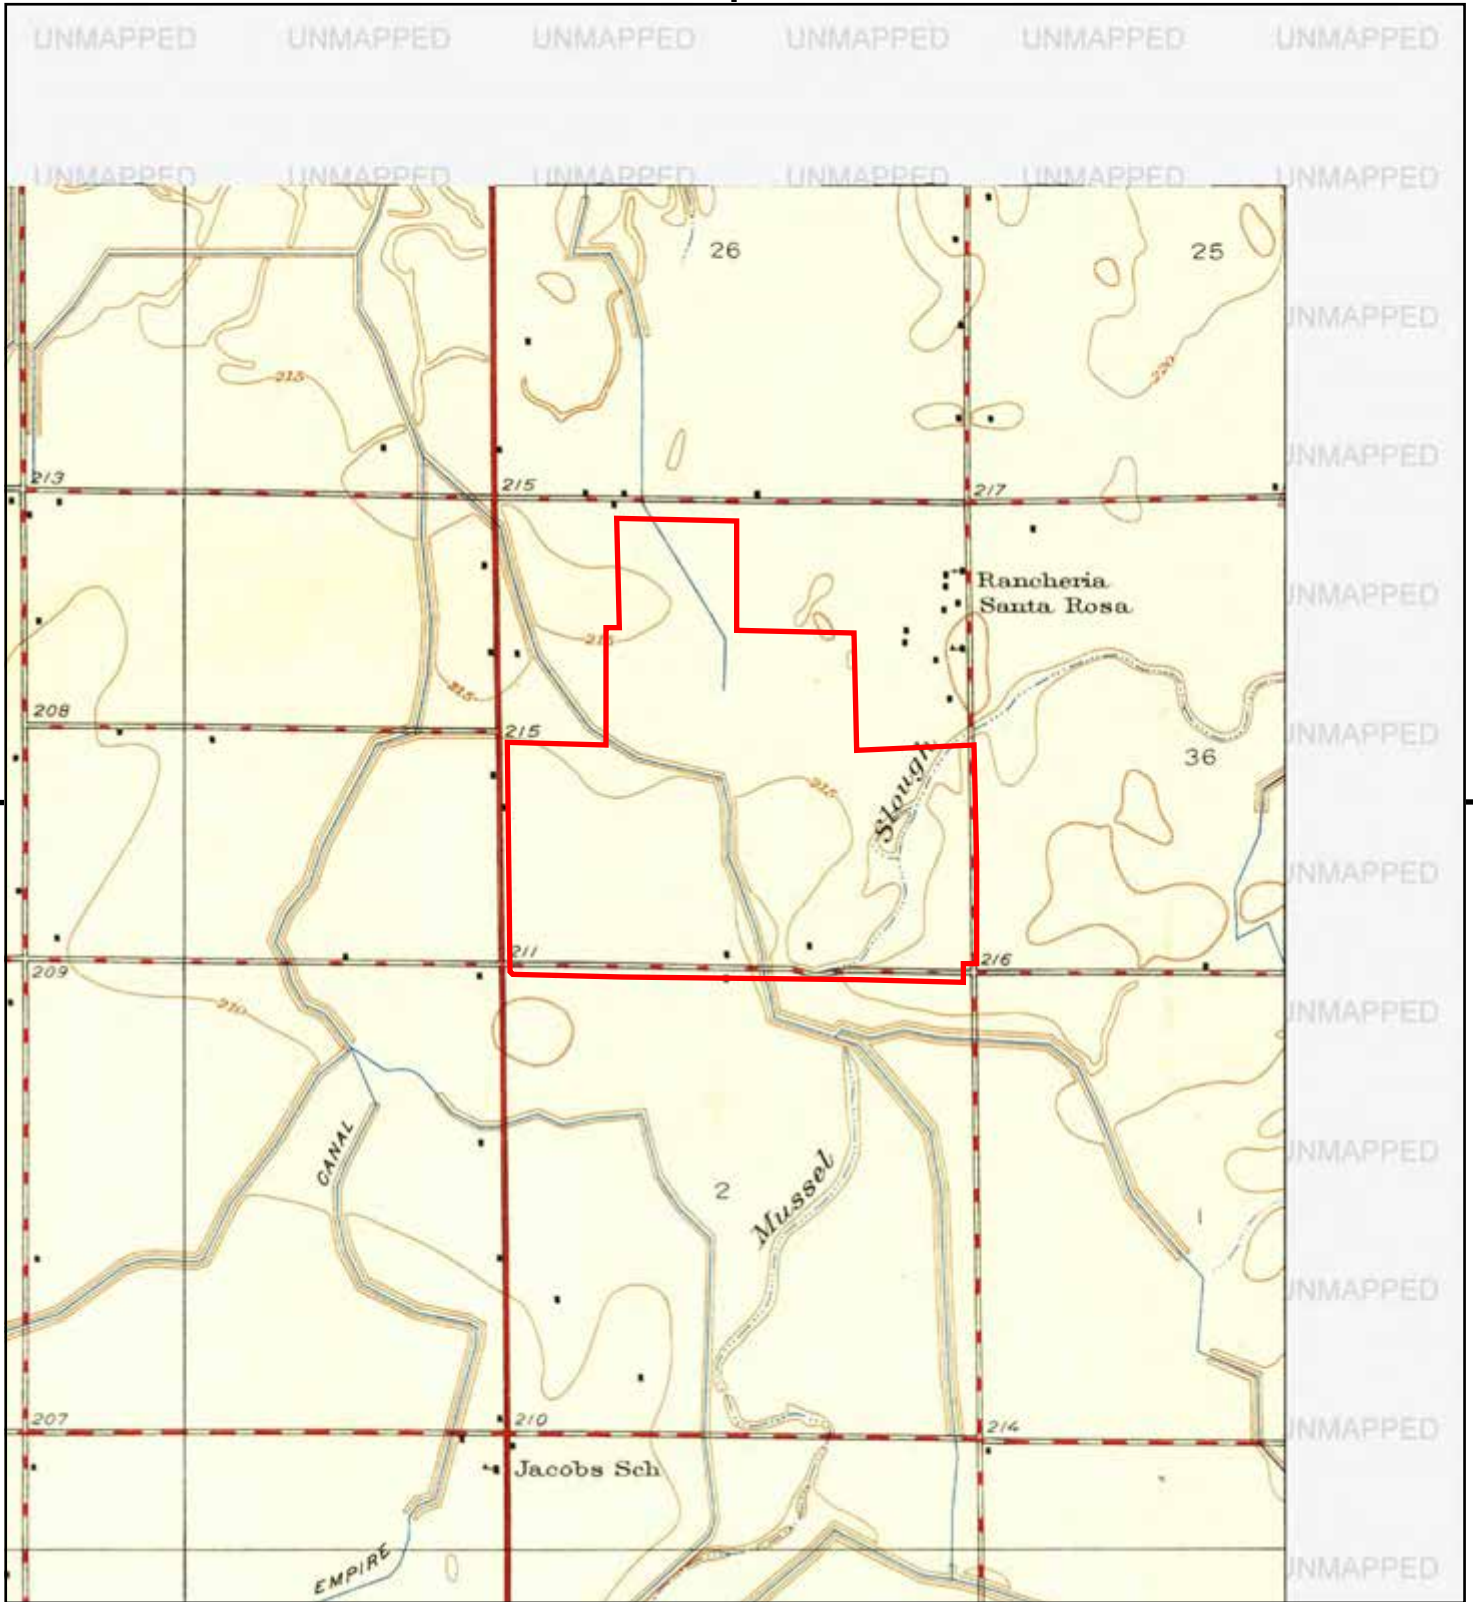 UNMAPPED UNMAPPED UNMAPPED UNMAPPED UNMAPPED UNMAPPED
UNMAPPED UNMAPPED UNMAPPED UNMAPPED UNMAPPED UNMAPPED
26
25
UNMAPPED
215
220
UNMAPPED
213
215
217
Rancheria
Santa Rosa
UNMAPPED
215
215
208
215
36
UNMAPPED
215
Slough
UNMAPPED
211
216
209
210
UNMAPPED
CANAL
UNMAPPED
Mussel
2
1
UNMAPPED
207
210
214
UNMAPPED
Jacobs Sch
EMPIRE
UNMAPPED